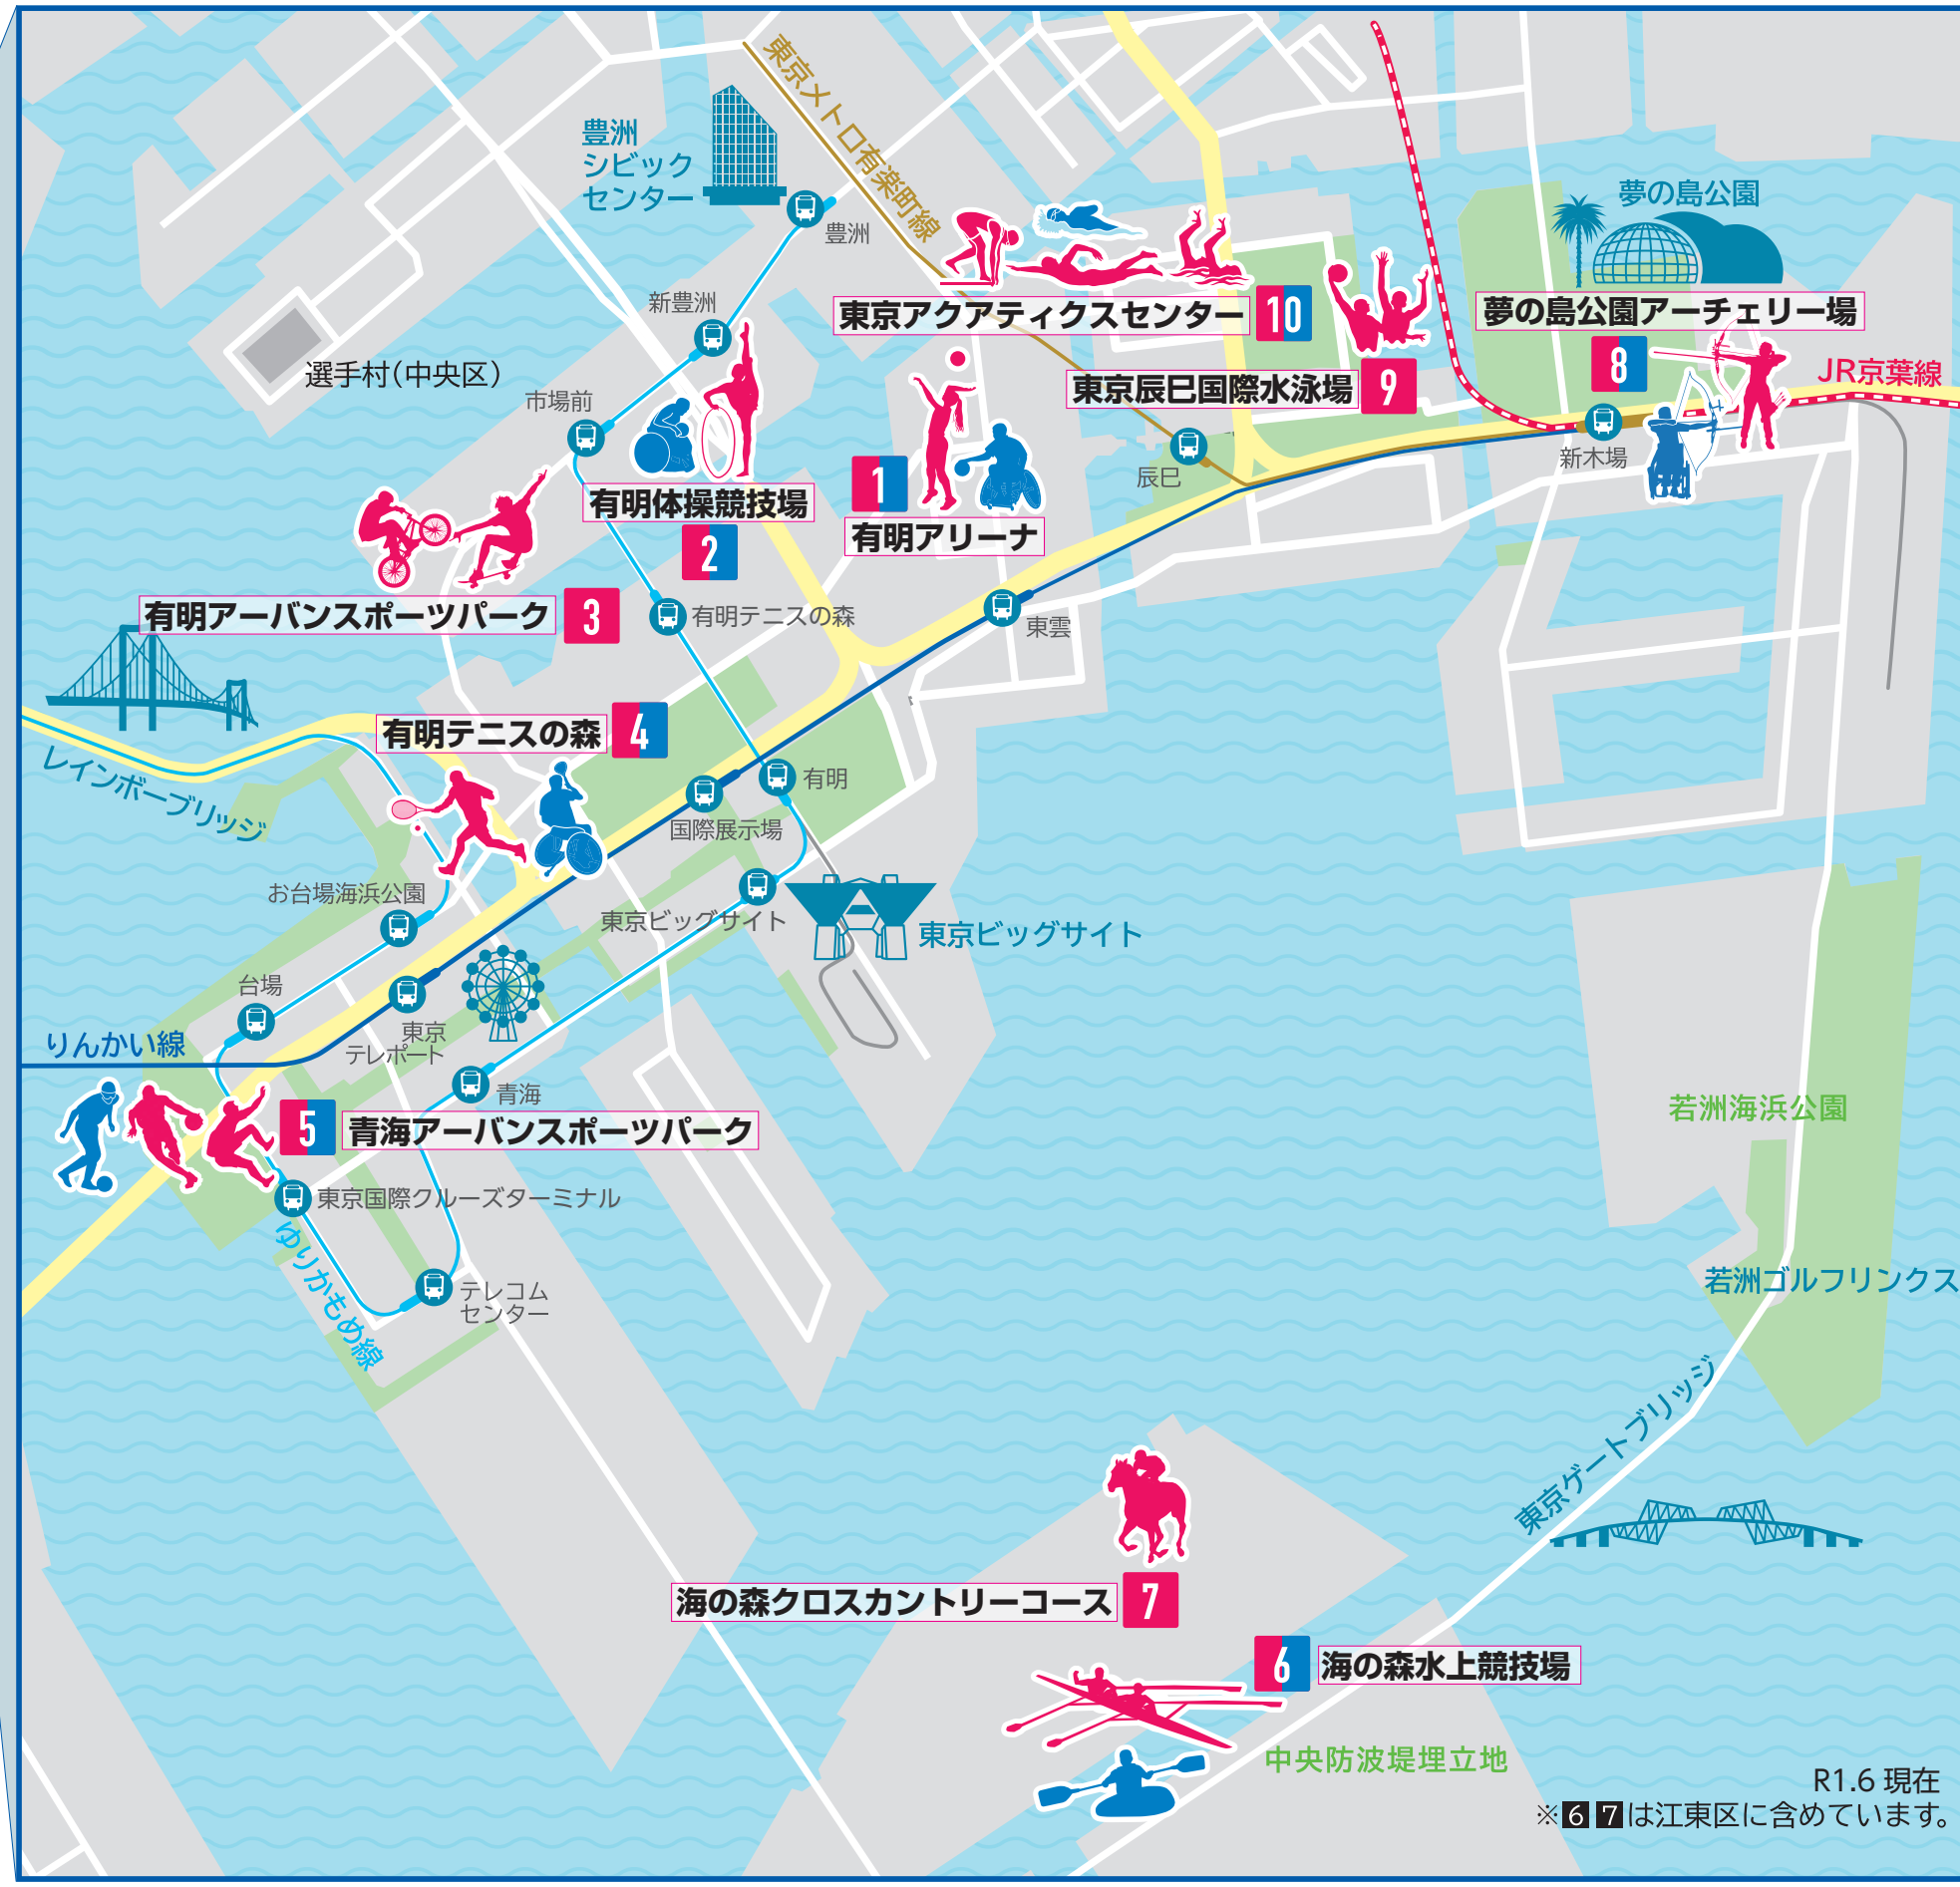 東京メトロ有楽町線
豊洲
シビック
センター
豊洲
夢の島公園
新豊洲
東京アクアティクスセンター
10
夢の島公園アーチェリー場
8
選手村（中央区）
東京辰巳国際水泳場
9
JR京葉線
市場前
新木場
辰巳
1
有明アリーナ
有明体操競技場
2
有明アーバンスポーツパーク
3
有明テニスの森
東雲
有明テニスの森
4
レインボーブリッジ
有明
国際展示場
お台場海浜公園
東京ビッグサイト
東京ビッグサイト
台場
東京
テレポート
りんかい線
青海
5
青海アーバンスポーツパーク
若洲海浜公園
東京国際クルーズターミナル
ゆりかもめ線
テレコム
センター
若洲ゴルフリンクス
東京ゲートブリッジ
海の森クロスカントリーコース
7
6
海の森水上競技場
中央防波堤埋立地
R1.6 現在
※6 7は江東区に含めています。